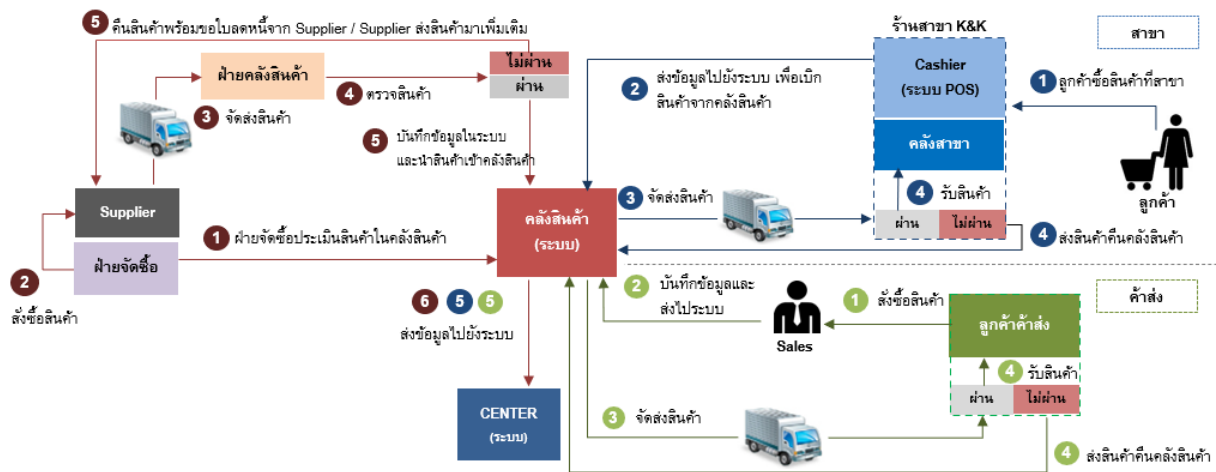 5 คืนสินค้าพร้อมขอใบลดหนี้จาก Supplier / Supplier ส่งสินค้ามาเพิ่มเติม
ฝ่ายคลังสินค้า
ไม่ผ่าน
ผ่าน
4 ตรวจสินค้า
3 จัดส่งสินค้า
5 บันทึกข้อมูลในระบบ
และนำสินค้าเข้าคลังสินค้า
Supplier
ฝ่ายจัดซื้อ
1 ฝ่ายจัดซื้อประเมินสินค้าในคลังสินค้า
2
สั่งซื้อสินค้า
คลังสินค้า
(ระบบ)
6 5 5
ส่งข้อมูลไปยังระบบ
CENTER
(ระบบ)
ร้านสาขา K&K
สาขา
Cashier
(ระบบ POS)
คลังสาขา
1 ลูกค้าซื้อสินค้าที่สาขา
ลูกค้า
2 ส่งข้อมูลไปยังระบบ เพื่อเบิก
สินค้าจากคลังสินค้า
3 จัดส่งสินค้า
4 รับสินค้า
ผ่าน
ไม่ผ่าน
4 ส่งสินค้าคืนคลังสินค้า
ค้าส่ง
1 สั่งซื้อสินค้า
ลูกค้าค้าส่ง
Sales
2 บันทึกข้อมูลและ
ส่งไประบบ
3 จัดส่งสินค้า
4 รับสินค้า
ผ่าน
ไม่ผ่าน
4 ส่งสินค้าคืนคลังสินค้า